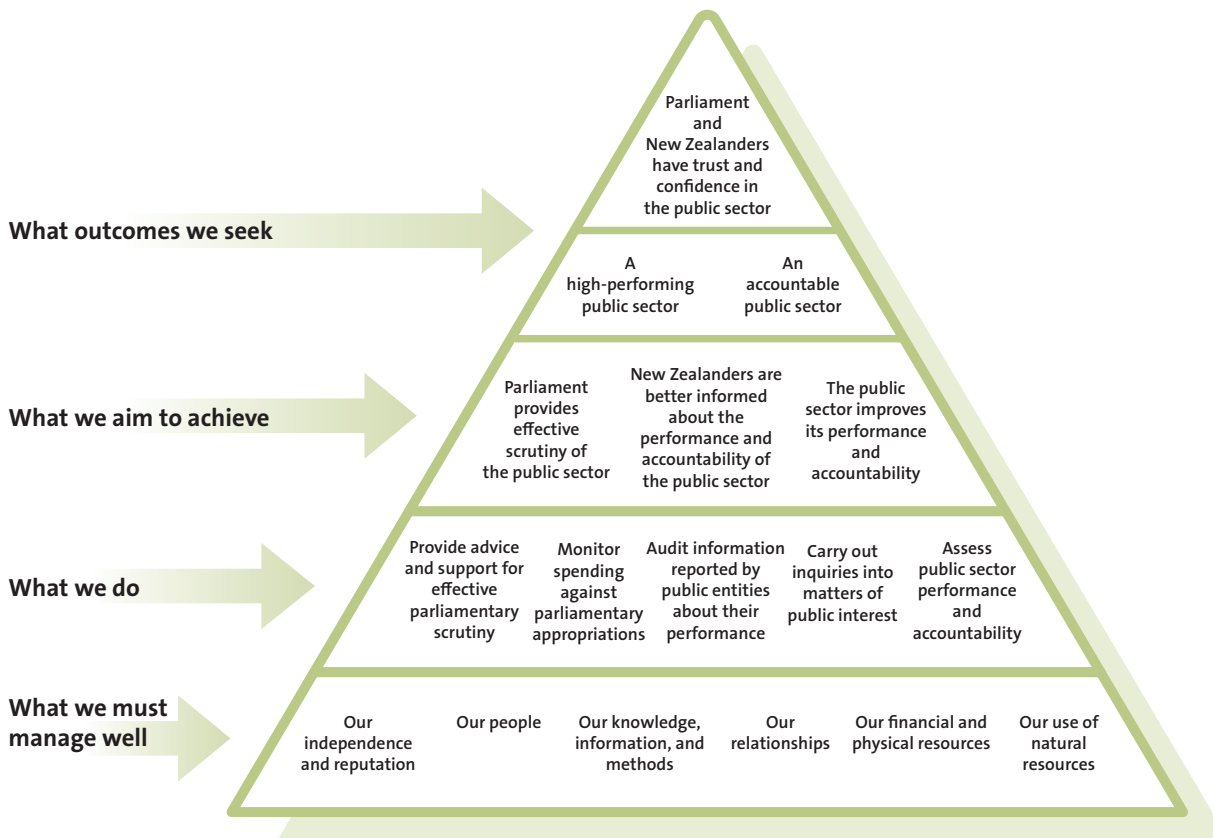 Parliament
and
New Zealanders
have trust and
confidence in
the public sector
What outcomes we seek
A
high-performing
public sector
An
accountable
public sector
What we aim to achieve
Parliament
provides
effective
scrutiny of
the public sector
New Zealanders are
better informed
about the
performance and
accountability of
the public sector
The public
sector improves
its performance
and
accountability
What we do
Provide advice
and support for
effective
parliamentary
scrutiny
Monitor
spending
against
parliamentary
appropriations
Audit information
reported by
public entities
about their
performance
Carry out
inquiries into
matters of
public interest
Assess
public sector
performance
and
accountability
What we must
manage well
Our
independence
and reputation
Our people
Our knowledge,
information, and
methods
Our
relationships
Our financial and
physical resources
Our use of
natural
resources